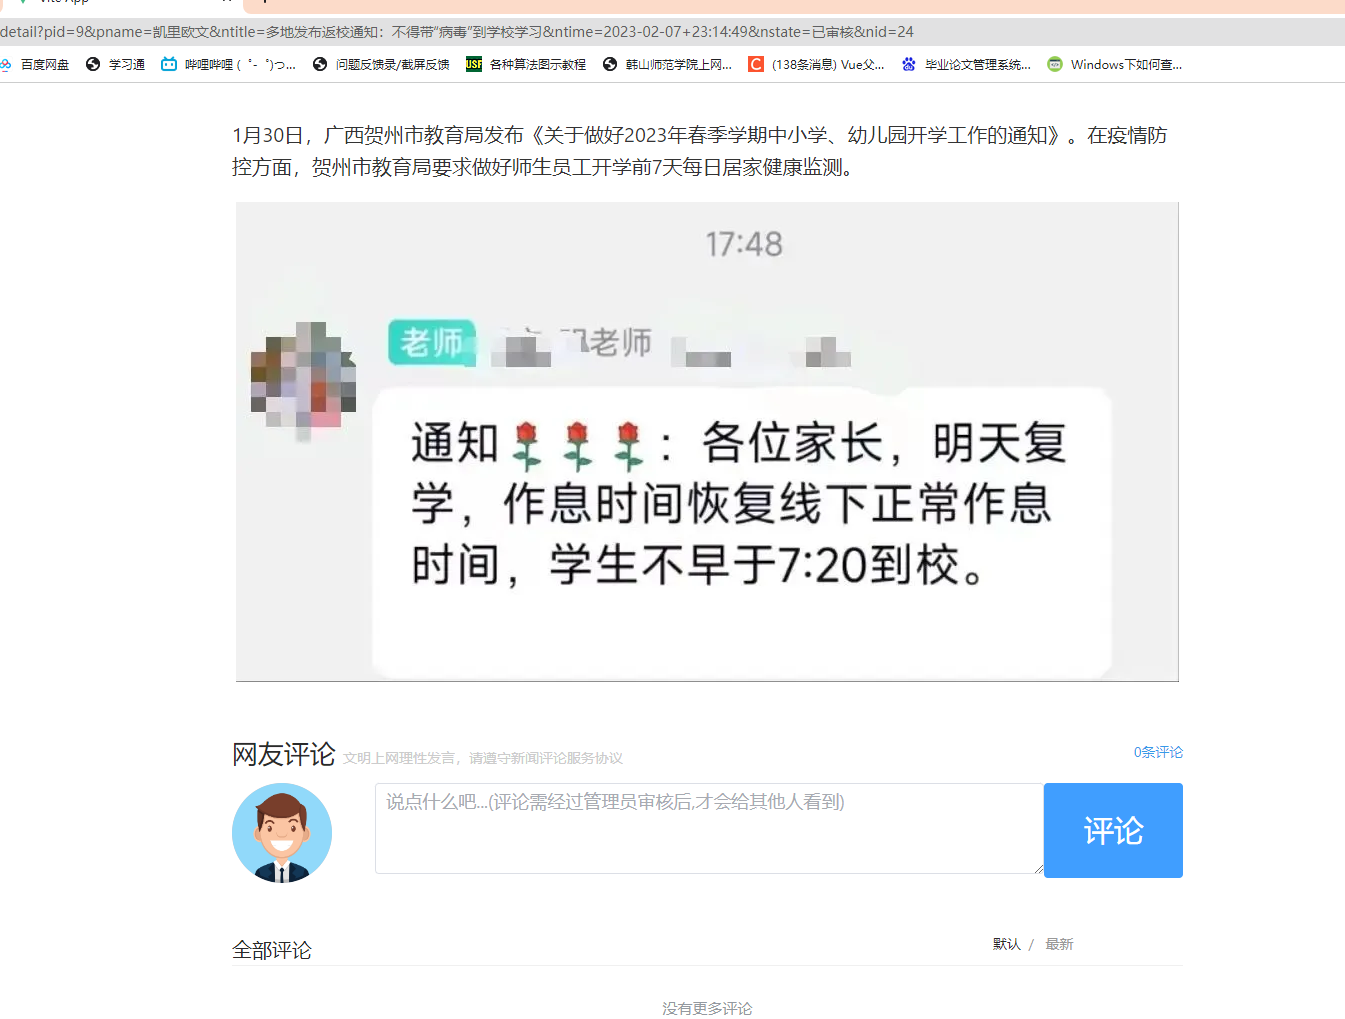 Vite App
detail?pid=9&pname=凯里欧文&ntitle=多地发布返校通知：不得带“病毒”到学校学习&ntime=2023-02-07+23:14:49&nstate=已审核&nid=24
百度网盘 学习通 哔哩哔哩 ( ゜- ゜)つ... 问题反馈录/截屏反馈 USF 各种算法图示教程 韩山师范学院上网... C (138条消息) Vue父... 毕业论文管理系统... Windows下如何查...
1月30日，广西贺州市教育局发布《关于做好2023年春季学期中小学、幼儿园开学工作的通知》。在疫情防
控方面，贺州市教育局要求做好师生员工开学前7天每日居家健康监测。
17:48
老师 老师
通知🌹🌹🌹：各位家长，明天复
学，作息时间恢复线下正常作息
时间，学生不早于7:20到校。
网友评论 文明上网理性发言，请遵守新闻评论服务协议 0条评论
说点什么吧...(评论需经过管理员审核后,才会给其他人看到)
评论
全部评论 默认 / 最新
没有更多评论